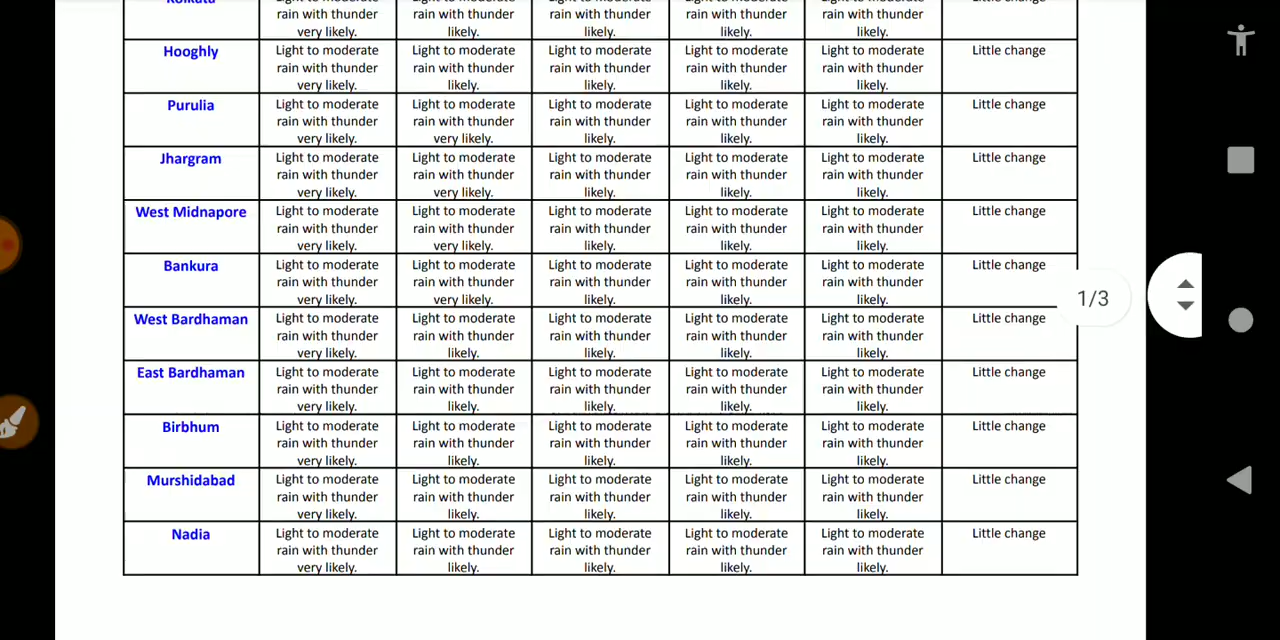 Kolkata
rain with thunder rain with thunder rain with thunder rain with thunder rain with thunder
very likely. likely. likely. likely. likely.
Hooghly Light to moderate Light to moderate Light to moderate Light to moderate Light to moderate Little change
rain with thunder rain with thunder rain with thunder rain with thunder rain with thunder
very likely. likely. likely. likely. likely.
Purulia Light to moderate Light to moderate Light to moderate Light to moderate Light to moderate Little change
rain with thunder rain with thunder rain with thunder rain with thunder rain with thunder
very likely. very likely. likely. likely. likely.
Jhargram Light to moderate Light to moderate Light to moderate Light to moderate Light to moderate Little change
rain with thunder rain with thunder rain with thunder rain with thunder rain with thunder
very likely. very likely. likely. likely. likely.
West Midnapore Light to moderate Light to moderate Light to moderate Light to moderate Light to moderate Little change
rain with thunder rain with thunder rain with thunder rain with thunder rain with thunder
very likely. very likely. likely. likely. likely.
Bankura Light to moderate Light to moderate Light to moderate Light to moderate Light to moderate Little change
rain with thunder rain with thunder rain with thunder rain with thunder rain with thunder
very likely. very likely. likely. likely. likely.
1/3
West Bardhaman Light to moderate Light to moderate Light to moderate Light to moderate Light to moderate Little change
rain with thunder rain with thunder rain with thunder rain with thunder rain with thunder
very likely. likely. likely. likely. likely.
East Bardhaman Light to moderate Light to moderate Light to moderate Light to moderate Light to moderate Little change
rain with thunder rain with thunder rain with thunder rain with thunder rain with thunder
very likely. likely. likely. likely. likely.
Birbhum Light to moderate Light to moderate Light to moderate Light to moderate Light to moderate Little change
rain with thunder rain with thunder rain with thunder rain with thunder rain with thunder
very likely. likely. likely. likely. likely.
Murshidabad Light to moderate Light to moderate Light to moderate Light to moderate Light to moderate Little change
rain with thunder rain with thunder rain with thunder rain with thunder rain with thunder
very likely. likely. likely. likely. likely.
Nadia Light to moderate Light to moderate Light to moderate Light to moderate Light to moderate Little change
rain with thunder rain with thunder rain with thunder rain with thunder rain with thunder
very likely. likely. likely. likely. likely.